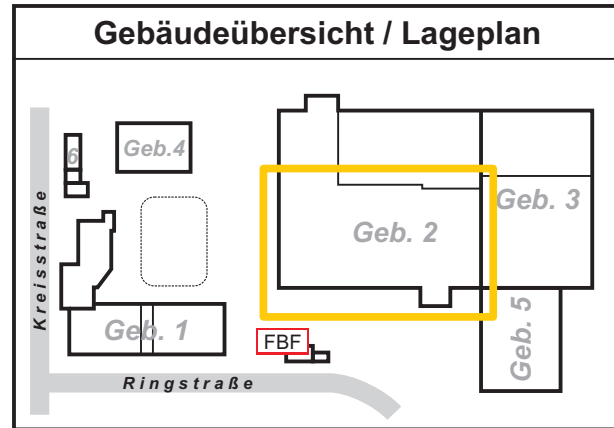 Gebäudeübersicht / Lageplan
6
Geb.4
Geb. 3
Geb. 2
Kreisstraße
Geb. 1
FBF
Geb. 5
Ringstraße